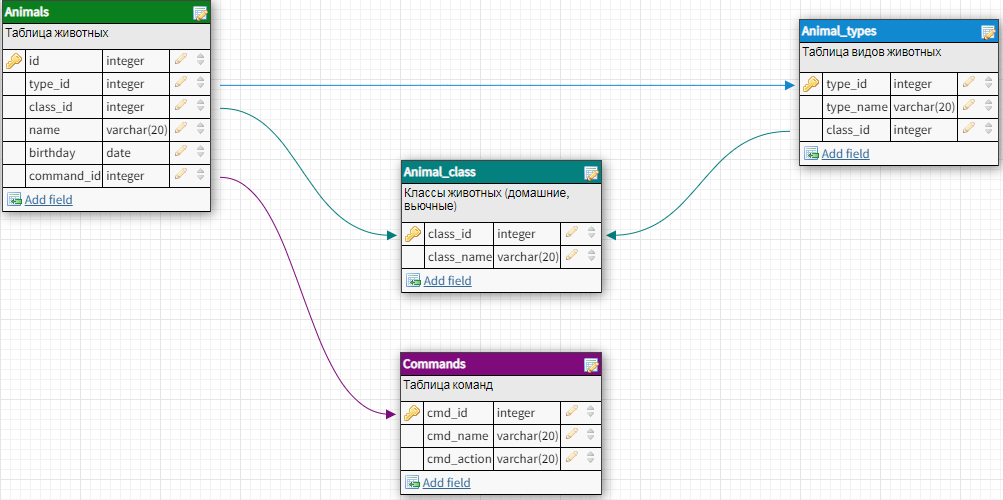 Animals
Таблица животных
id integer
type_id integer
class_id integer
name varchar(20)
birthday date
command_id integer
Add field
Animal_types
Таблица видов животных
type_id integer
type_name varchar(20)
class_id integer
Add field
Animal_class
Классы животных (домашние,
вьючные)
class_id integer
class_name varchar(20)
Add field
Commands
Таблица команд
cmd_id integer
cmd_name varchar(20)
cmd_action varchar(20)
Add field